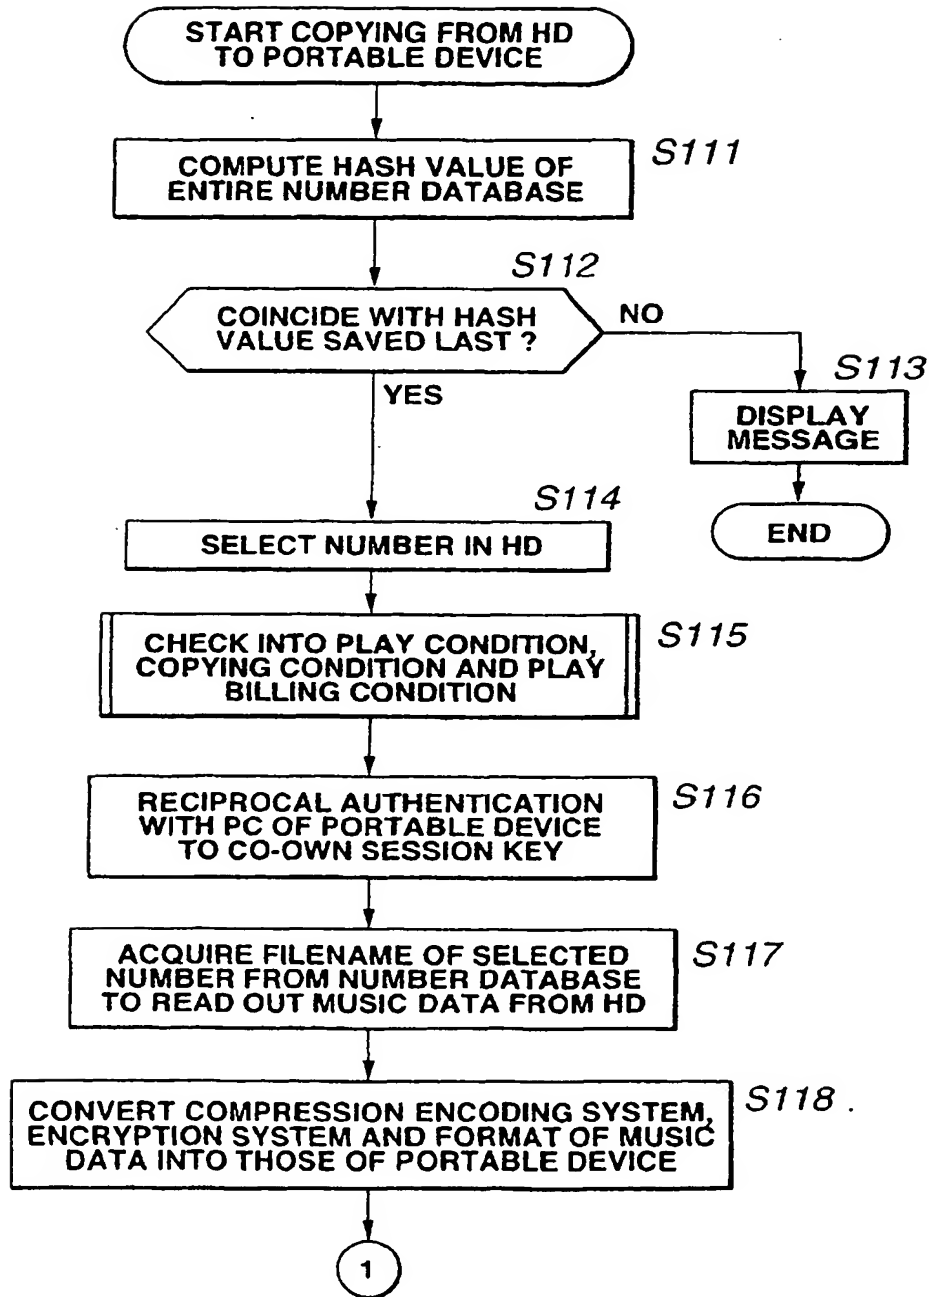 START COPYING FROM HD
TO PORTABLE DEVICE
S111
COMPUTE HASH VALUE OF
ENTIRE NUMBER DATABASE
S112
COINCIDE WITH HASH
VALUE SAVED LAST ?
NO
YES
S113
DISPLAY
MESSAGE
END
S114
SELECT NUMBER IN HD
S115
CHECK INTO PLAY CONDITION,
COPYING CONDITION AND PLAY
BILLING CONDITION
S116
RECIPROCAL AUTHENTICATION
WITH PC OF PORTABLE DEVICE
TO CO-OWN SESSION KEY
S117
ACQUIRE FILENAME OF SELECTED
NUMBER FROM NUMBER DATABASE
TO READ OUT MUSIC DATA FROM HD
S118
CONVERT COMPRESSION ENCODING SYSTEM,
ENCRYPTION SYSTEM AND FORMAT OF MUSIC
DATA INTO THOSE OF PORTABLE DEVICE
1